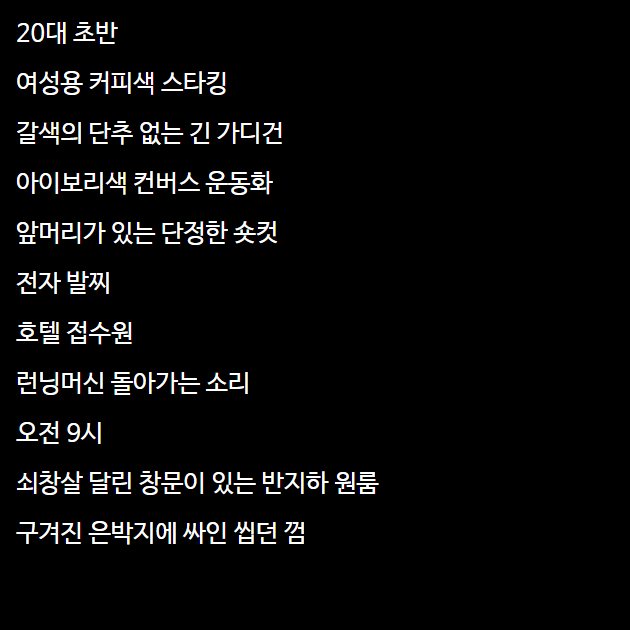 20대 초반
여성용 커피색 스타킹
갈색의 단추 없는 긴 가디건
아이보리색 컨버스 운동화
앞머리가 있는 단정한 숏컷
전자 발찌
호텔 접수원
런닝머신 돌아가는 소리
오전 9시
쇠창살 달린 창문이 있는 반지하 원룸
구겨진 은박지에 싸인 씹던 껌